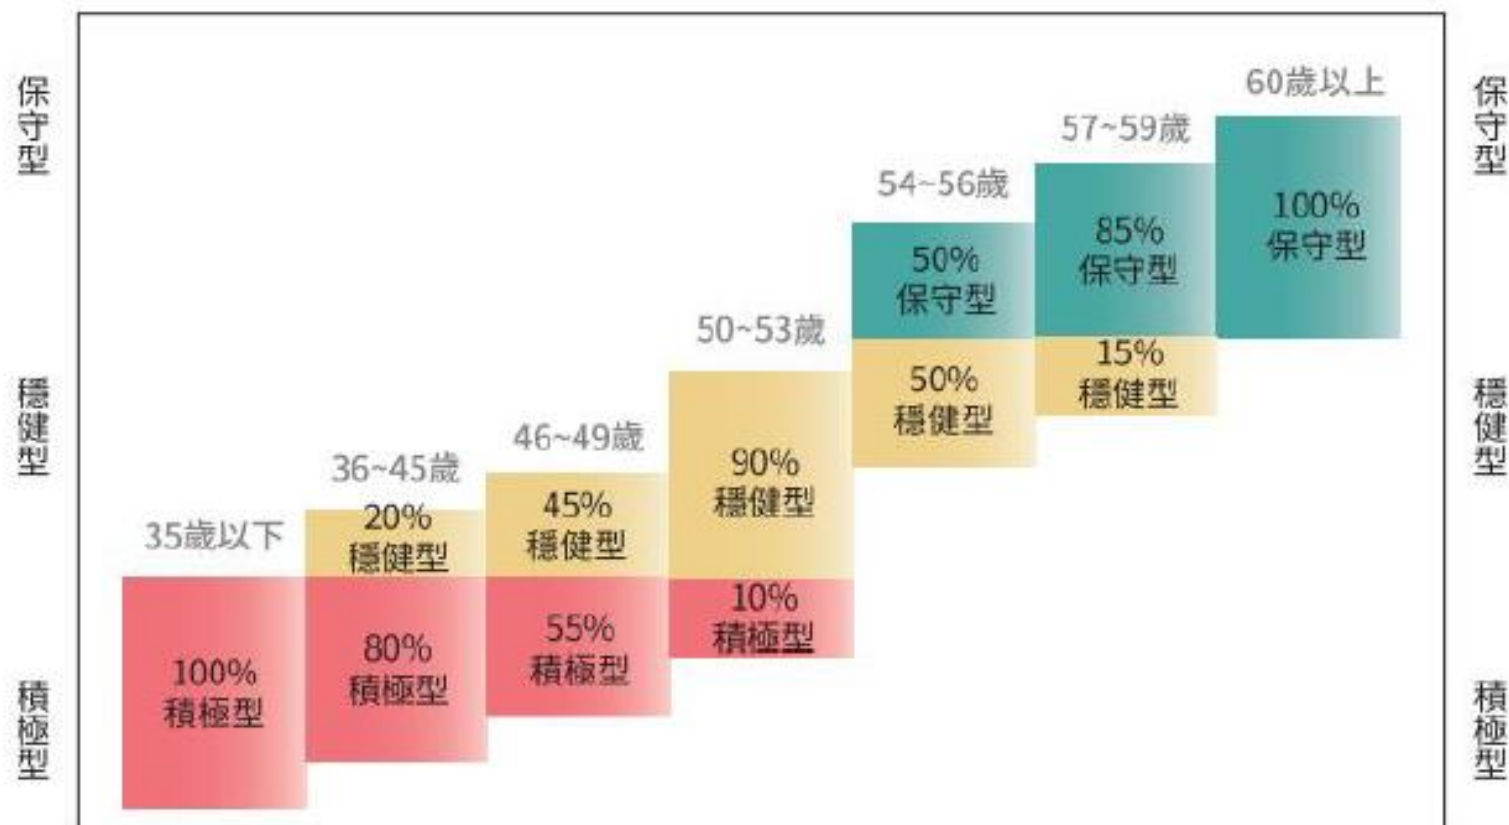 保守型
穩健型
積極型
35歲以下
100%
積極型
36~45歲
20%
穩健型
80%
積極型
46~49歲
45%
穩健型
55%
積極型
50~53歲
90%
穩健型
10%
積極型
54~56歲
50%
保守型
50%
穩健型
57~59歲
85%
保守型
15%
穩健型
60歲以上
100%
保守型
保守型
穩健型
積極型